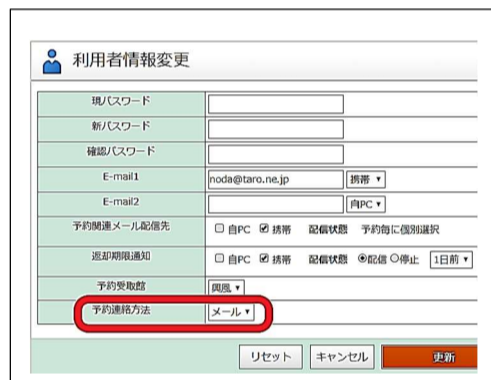 利用者情報変更
現パスワード
新パスワード
確認パスワード
E-mail1 noda@taro.ne.jp 携帯 ▼
E-mail2 自PC ▼
予約関連メール配信先 □ 自PC ☑ 携帯 配信状態 予約毎に個別選択
返却期限通知 □ 自PC ☑ 携帯 配信状態 ◉配信 ○停止 1日前 ▼
予約受取館 興風 ▼
予約連絡方法 メール ▼
リセット キャンセル 更新